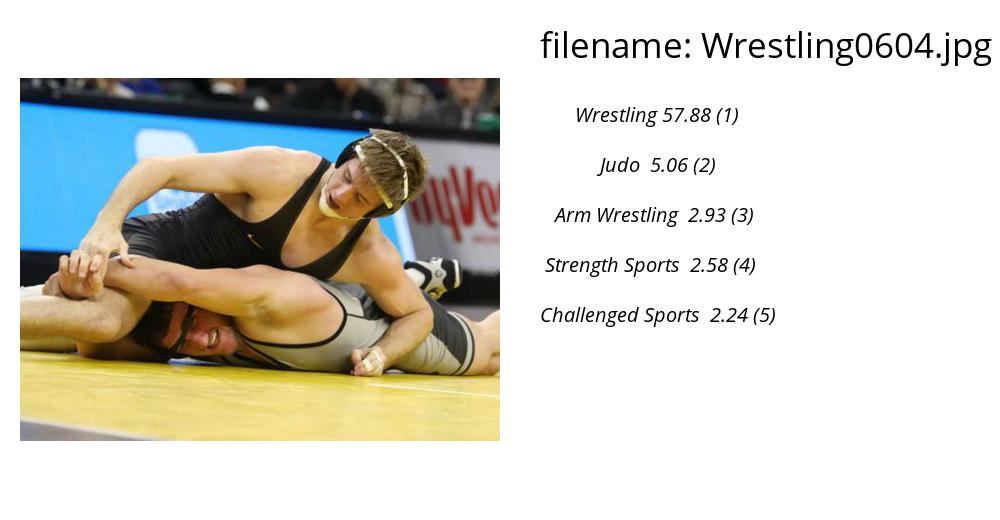 filename: Wrestling0604.jpg
Wrestling 57.88 (1)
Judo 5.06 (2)
Arm Wrestling 2.93 (3)
Strength Sports 2.58 (4)
Challenged Sports 2.24 (5)